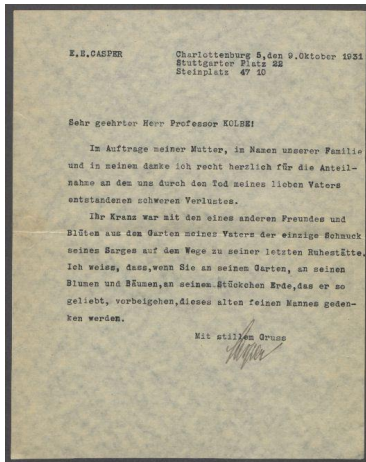 E.E.CASPER
Charlottenburg 5,den 9.Oktober 1931
Stuttgarter Platz 22
Steinplatz 47 10
Sehr geehrter Herr Professor KOLBE!
Im Auftrage meiner Mutter, im Namen unserer Familie
und in meinem danke ich recht herzlich für die Anteil-
nahme an dem uns durch den Tod meines lieben Vaters
entstandenen schweren Verlustes.
Ihr Kranz war mit den eines anderen Freundes und
Blüten aus dem Garten meines Vaters der einzige Schmuck
seines Sarges auf dem Wege zu seiner letzten Ruhestätte.
Ich weiss, dass,wenn Sie an seinem Garten, an seinen
Blumen und Bäumen,an seinem Stückchen Erde,das er so
geliebt, vorbeigehen,dieses alten feinen Mannes geden-
ken werden.
Mit stillem Gruss